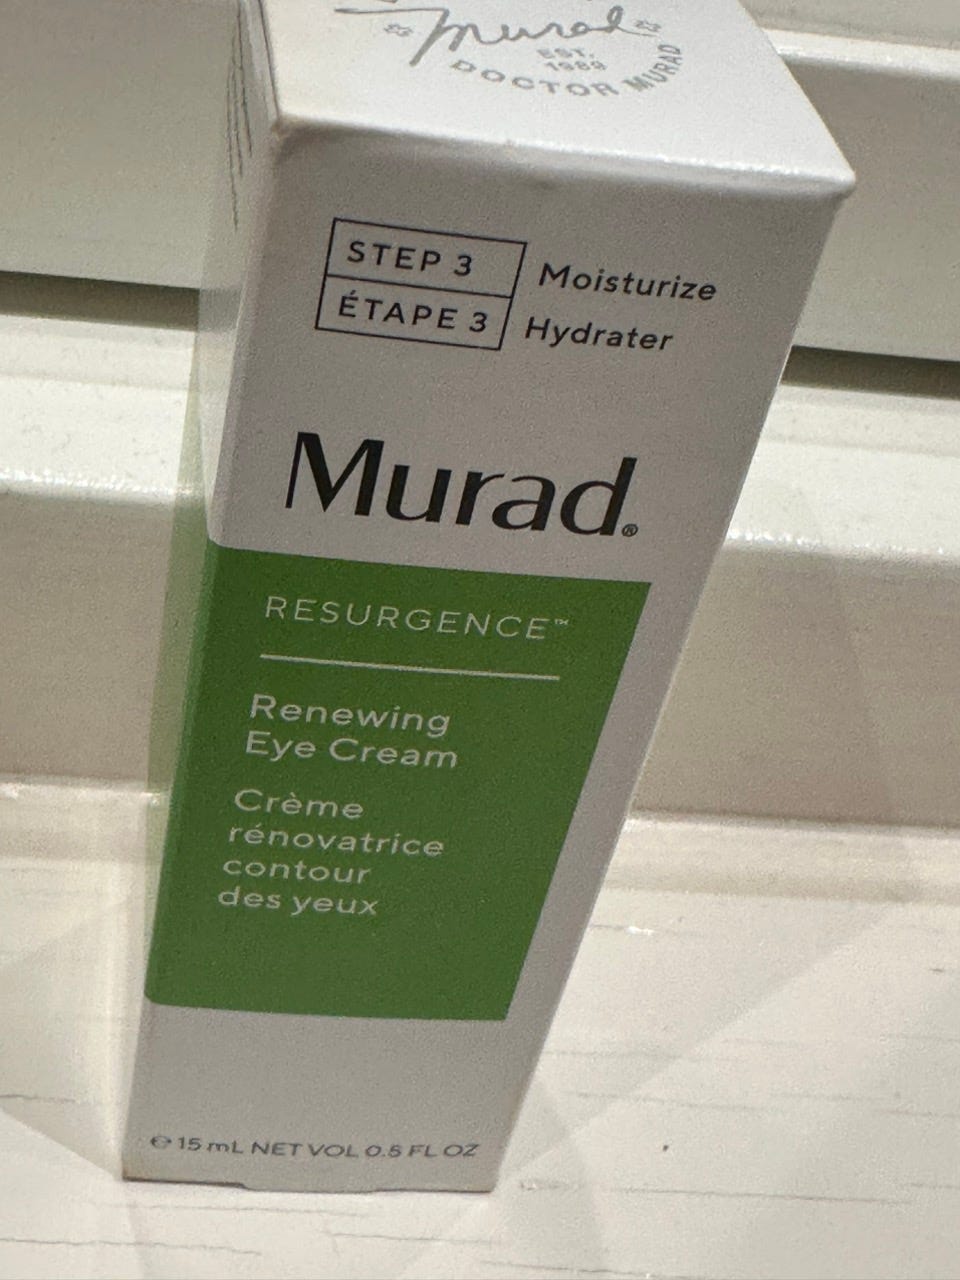 Murad
EST.
1989
DOCTOR MURAD
STEP 3 Moisturize
ÉTAPE 3 Hydrater
Murad®
RESURGENCE™
Renewing
Eye Cream
Crème
rénovatrice
contour
des yeux
℮ 15 mL NET VOL 0.5 FL OZ